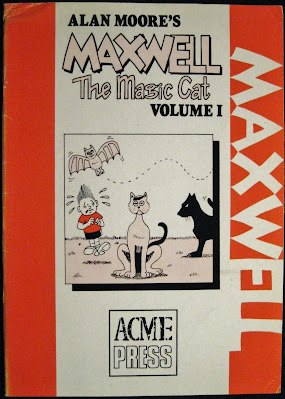 ALAN MOORE'S
MAXWELL
The Magic Cat
VOLUME I
MAXWELL
ACME
PRESS